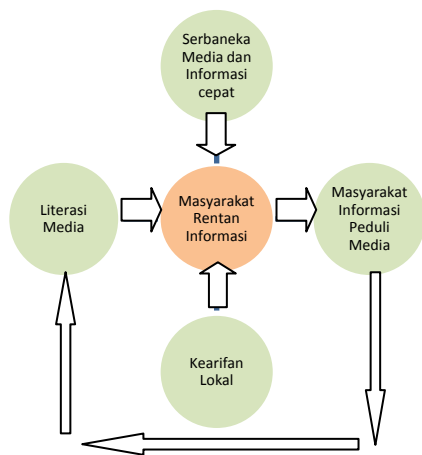 Serbaneka
Media dan
Informasi
cepat
Literasi
Media
Masyarakat
Rentan
Informasi
Masyarakat
Informasi
Peduli
Media
Kearifan
Lokal